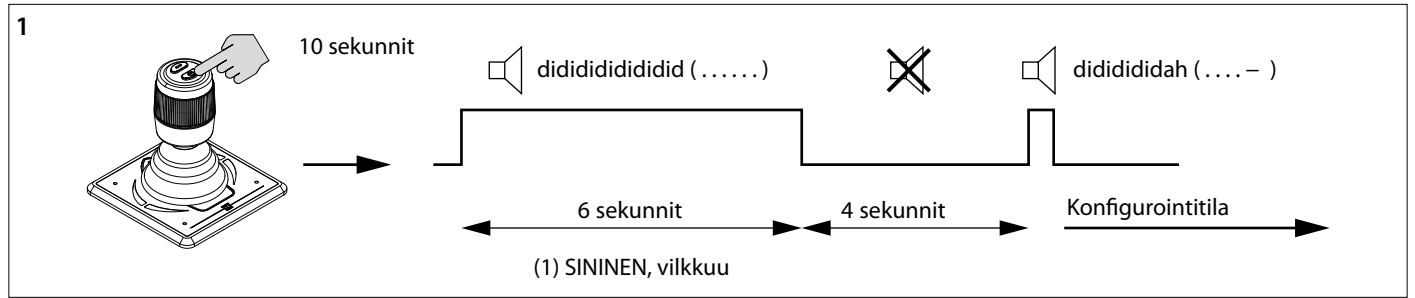 1
10 sekunnit
didididididididid ( . . . . . . )
dididididah ( . . . . – )
6 sekunnit
4 sekunnit
Konfigurointitila
(1) SININEN, vilkkuu